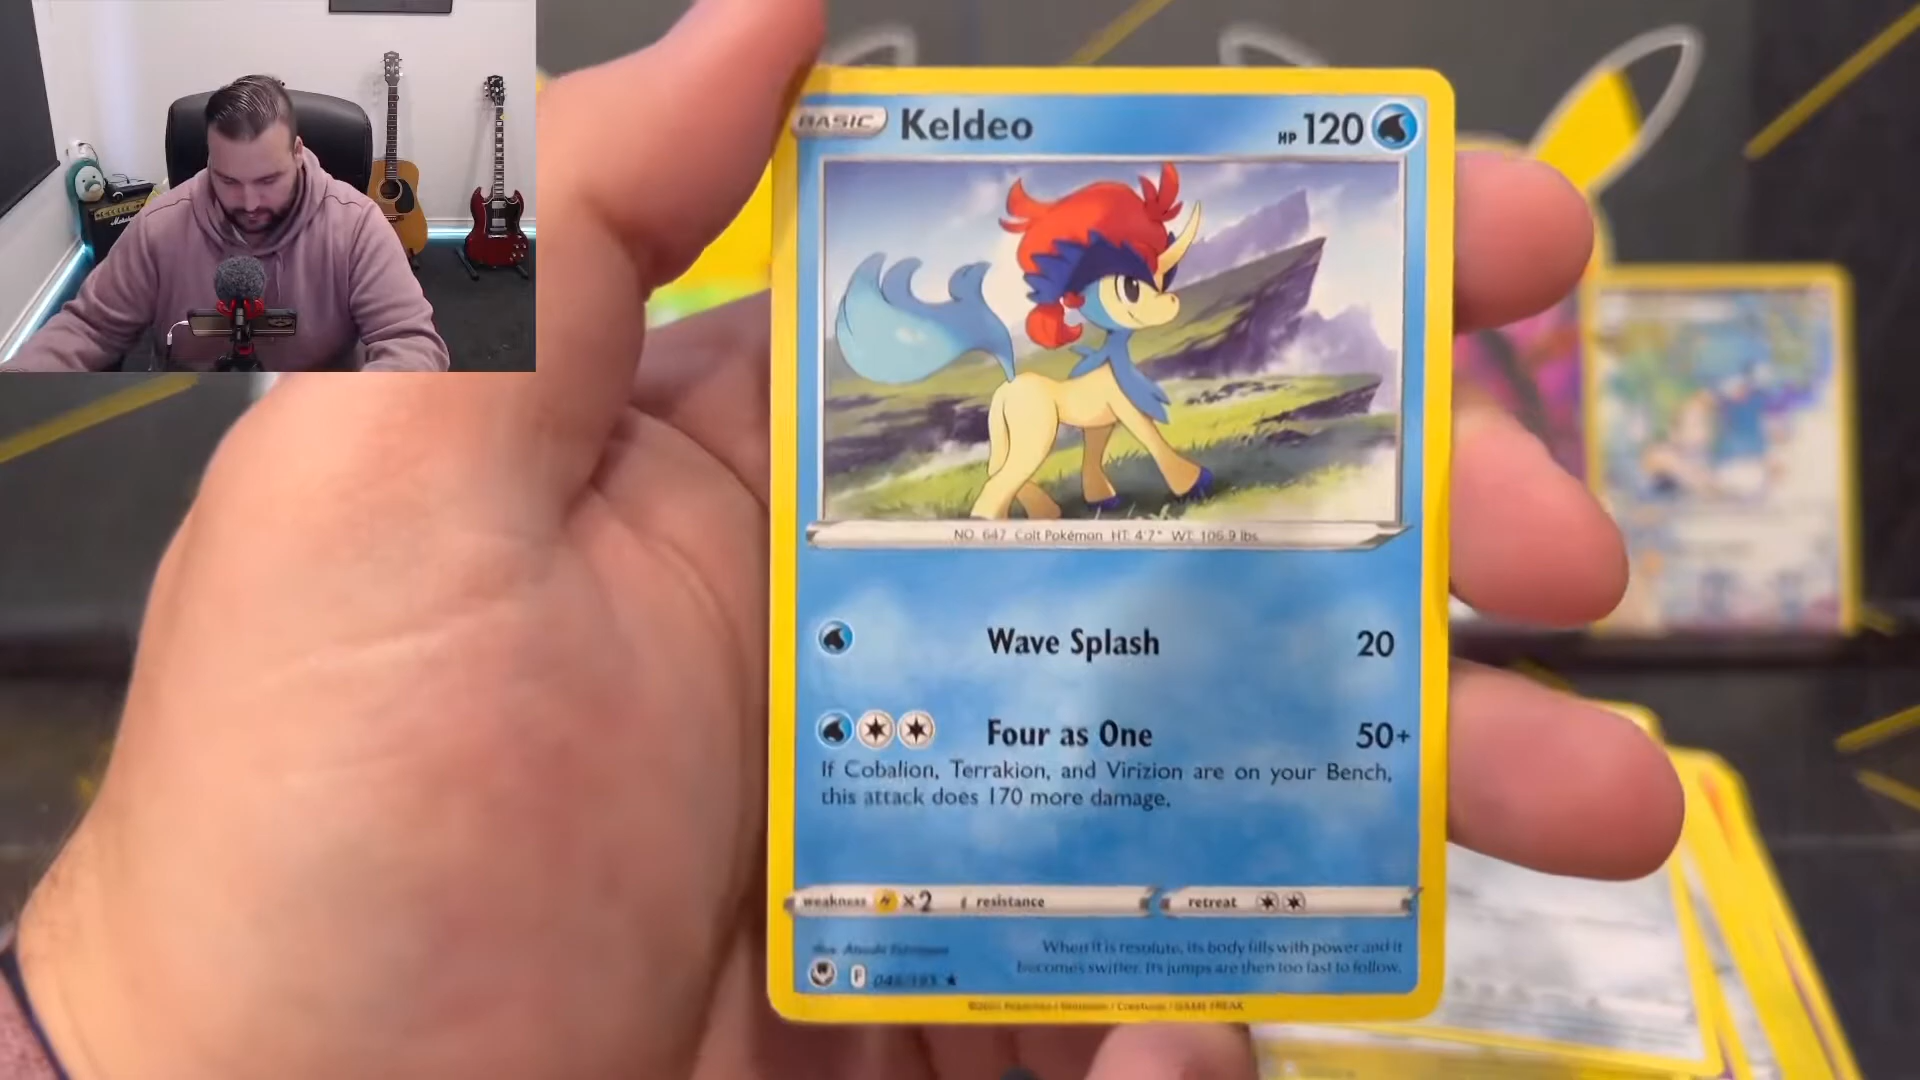 BASIC Keldeo HP 120
NO. 647 Colt Pokémon HT: 4'7" WT: 106.9 lbs.
Wave Splash 20
Four as One 50+
If Cobalion, Terrakion, and Virizion are on your Bench,
this attack does 170 more damage.
weakness ×2 resistance retreat
When it is resolute, its body fills with power and it
becomes swifter. Its jumps are then too fast to follow.
F
Marshall